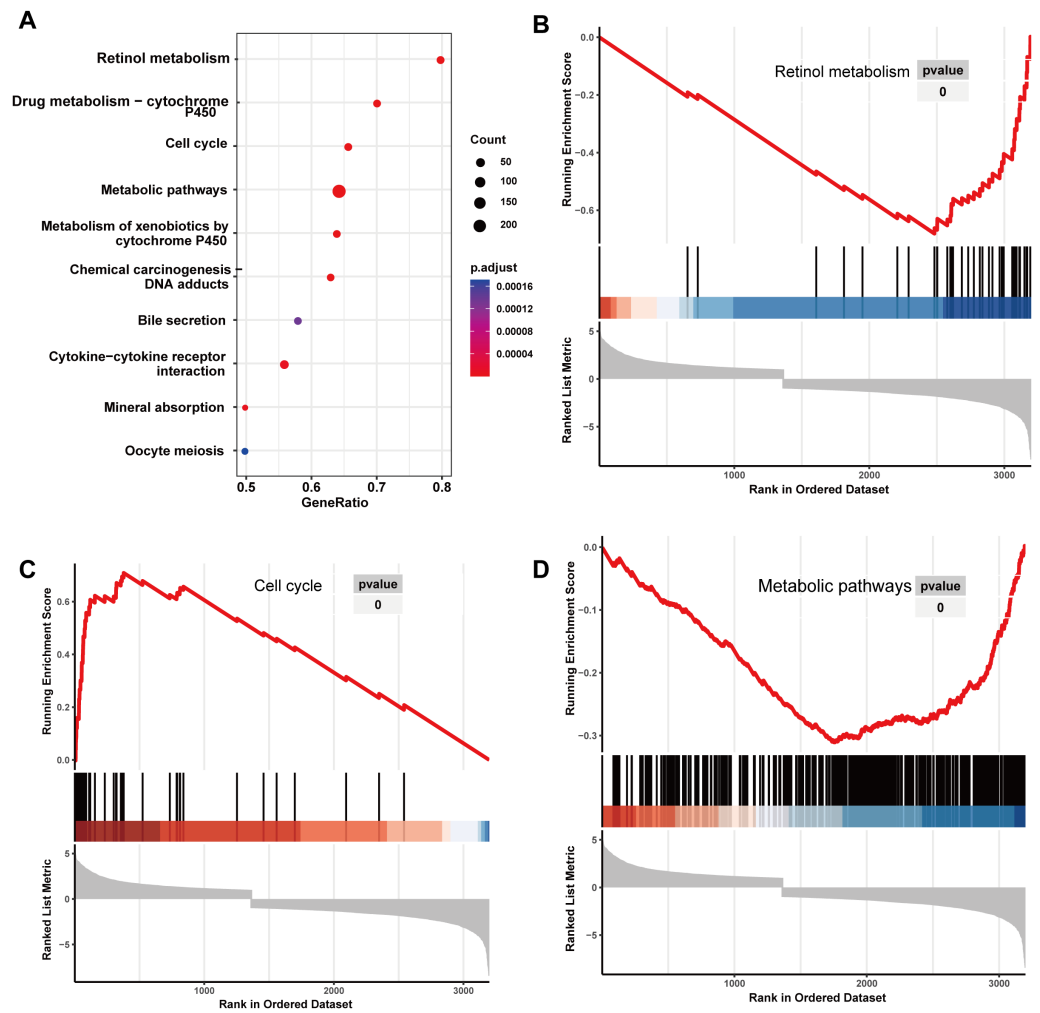 A
Retinol metabolism
Drug metabolism − cytochrome
P450
Cell cycle
Metabolic pathways
Metabolism of xenobiotics by
cytochrome P450
Chemical carcinogenesis −
DNA adducts
Bile secretion
Cytokine−cytokine receptor
interaction
Mineral absorption
Oocyte meiosis
0.5 0.6 0.7 0.8
GeneRatio
Count
50
100
150
200
p.adjust
0.00016
0.00012
0.00008
0.00004
B
Running Enrichment Score
0.0
−0.2
−0.4
−0.6
Retinol metabolism
pvalue
0
Ranked List Metric
5
0
−5
1000 2000 3000
Rank in Ordered Dataset
C
Running Enrichment Score
0.6
0.4
0.2
0.0
Cell cycle
pvalue
0
Ranked List Metric
5
0
−5
1000 2000 3000
Rank in Ordered Dataset
D
Running Enrichment Score
0.0
−0.1
−0.2
−0.3
Metabolic pathways
pvalue
0
Ranked List Metric
5
0
−5
1000 2000 3000
Rank in Ordered Dataset